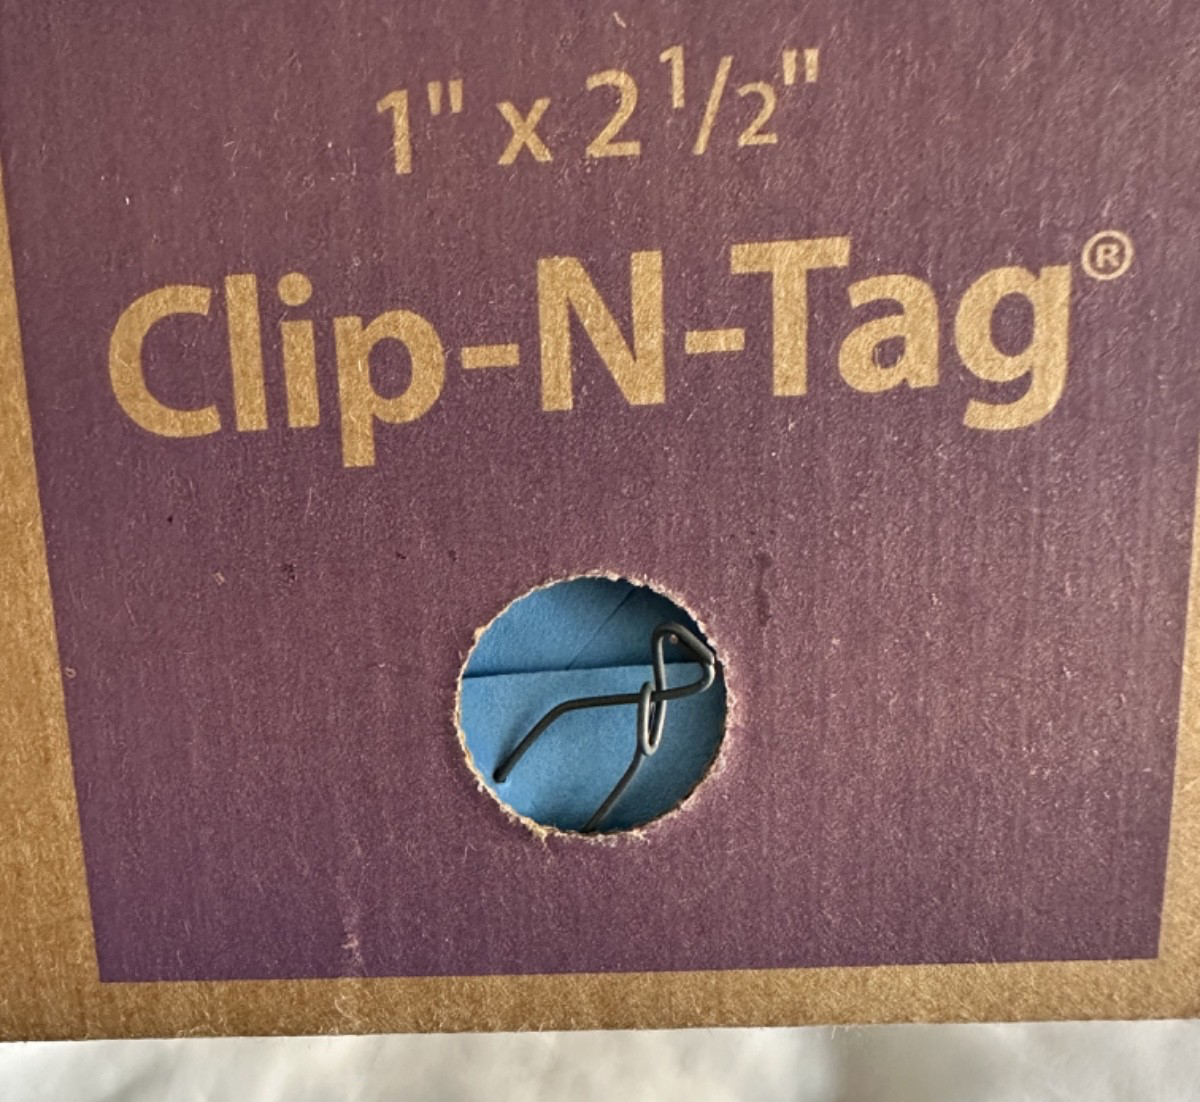 1" x 2 1/2"
Clip-N-Tag®